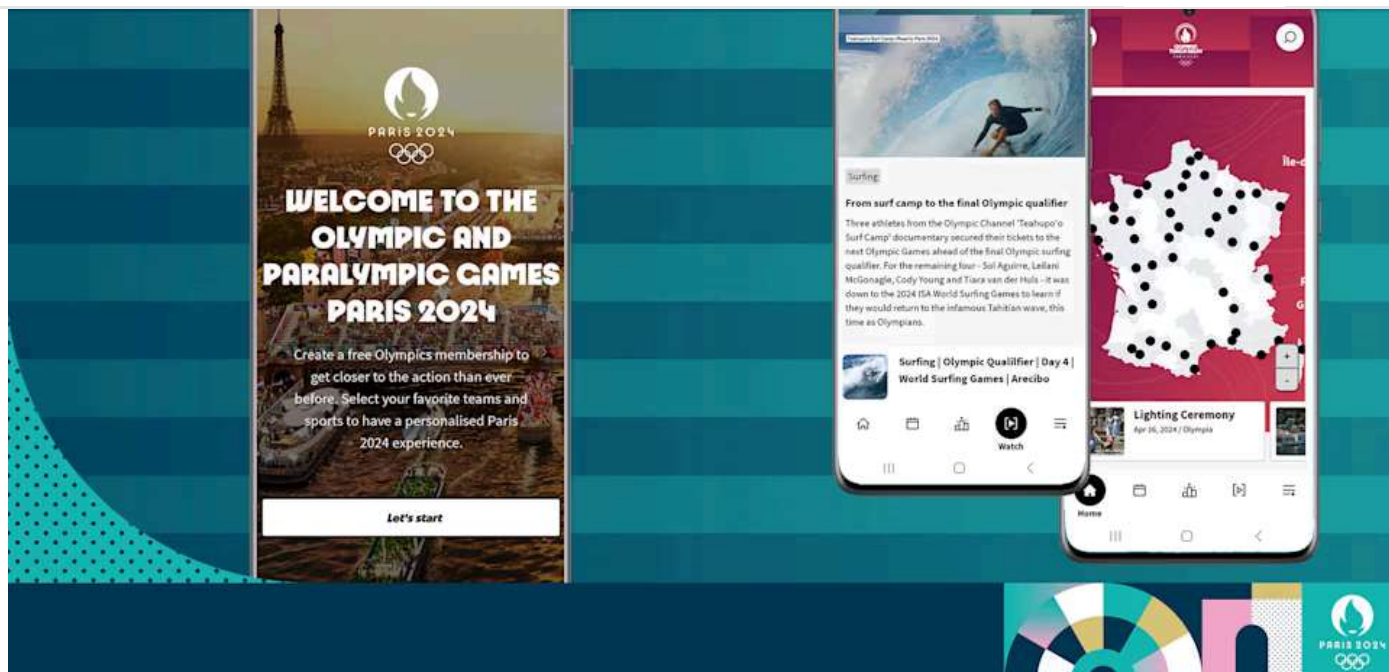 PARIS 2024
WELCOME TO THE
OLYMPIC AND
PARALYMPIC GAMES
PARIS 2024
Create a free Olympics membership to
get closer to the action than ever
before. Select your favorite teams and
sports to have a personalised Paris
2024 experience.
Let's start
Surfing
From surf camp to the final Olympic qualifier
Three athletes from the Olympic Channel 'Teahupo'o
Surf Camp' documentary secured their tickets to the
next Olympic Games ahead of the final Olympic surfing
qualifier. For the remaining four - Sol Aguirre, Leilani
McGonagle, Cody Young and Tiara van der Huls - it was
down to the 2024 ISA World Surfing Games to learn if
they would return to the infamous Tahitian wave, this
time as Olympians.
Surfing | Olympic Qualilfier | Day 4 |
World Surfing Games | Arecibo
Watch
OLYMPIC
TORCH RELAY
Île-d
+
-
Lighting Ceremony
Apr 16, 2024 / Olympia
Home
PARIS 2024